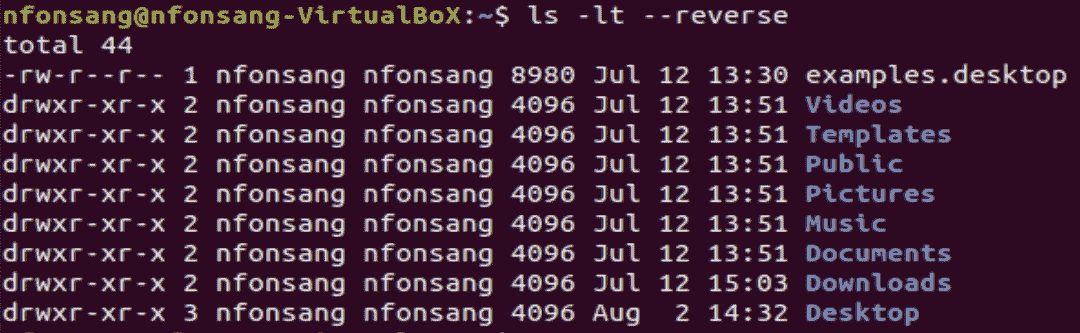 nfonsang@nfonsang-VirtualBoX:~$ ls -lt --reverse
total 44
-rw-r--r-- 1 nfonsang nfonsang 8980 Jul 12 13:30 examples.desktop
drwxr-xr-x 2 nfonsang nfonsang 4096 Jul 12 13:51 Videos
drwxr-xr-x 2 nfonsang nfonsang 4096 Jul 12 13:51 Templates
drwxr-xr-x 2 nfonsang nfonsang 4096 Jul 12 13:51 Public
drwxr-xr-x 2 nfonsang nfonsang 4096 Jul 12 13:51 Pictures
drwxr-xr-x 2 nfonsang nfonsang 4096 Jul 12 13:51 Music
drwxr-xr-x 2 nfonsang nfonsang 4096 Jul 12 13:51 Documents
drwxr-xr-x 2 nfonsang nfonsang 4096 Jul 12 15:03 Downloads
drwxr-xr-x 3 nfonsang nfonsang 4096 Aug  2 14:32 Desktop